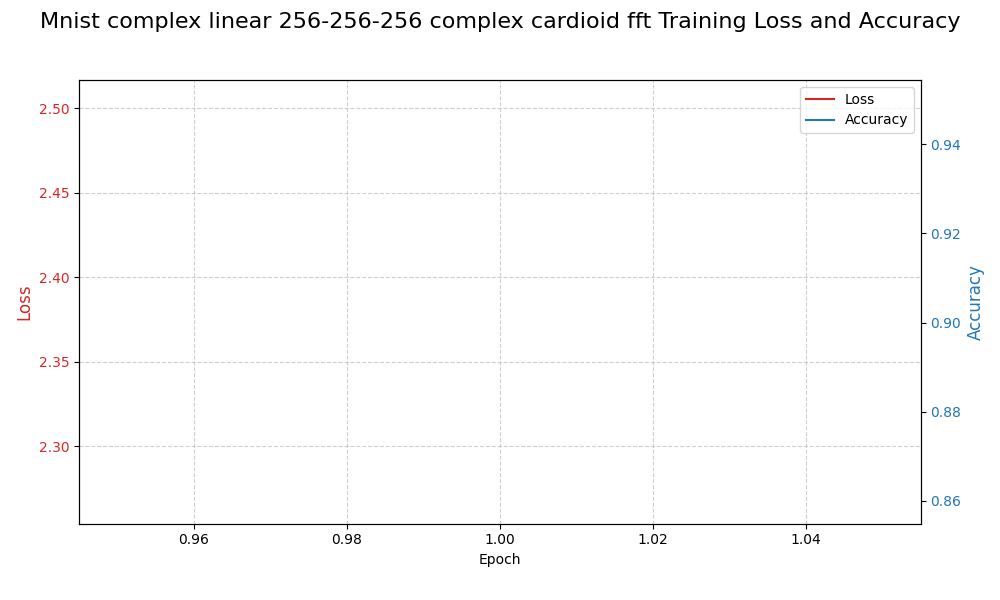 Mnist complex linear 256-256-256 complex cardioid fft Training Loss and Accuracy
Loss
Accuracy
2.50
2.45
2.40
2.35
2.30
Loss
0.94
0.92
0.90
0.88
0.86
Accuracy
0.96
0.98
1.00
1.02
1.04
Epoch